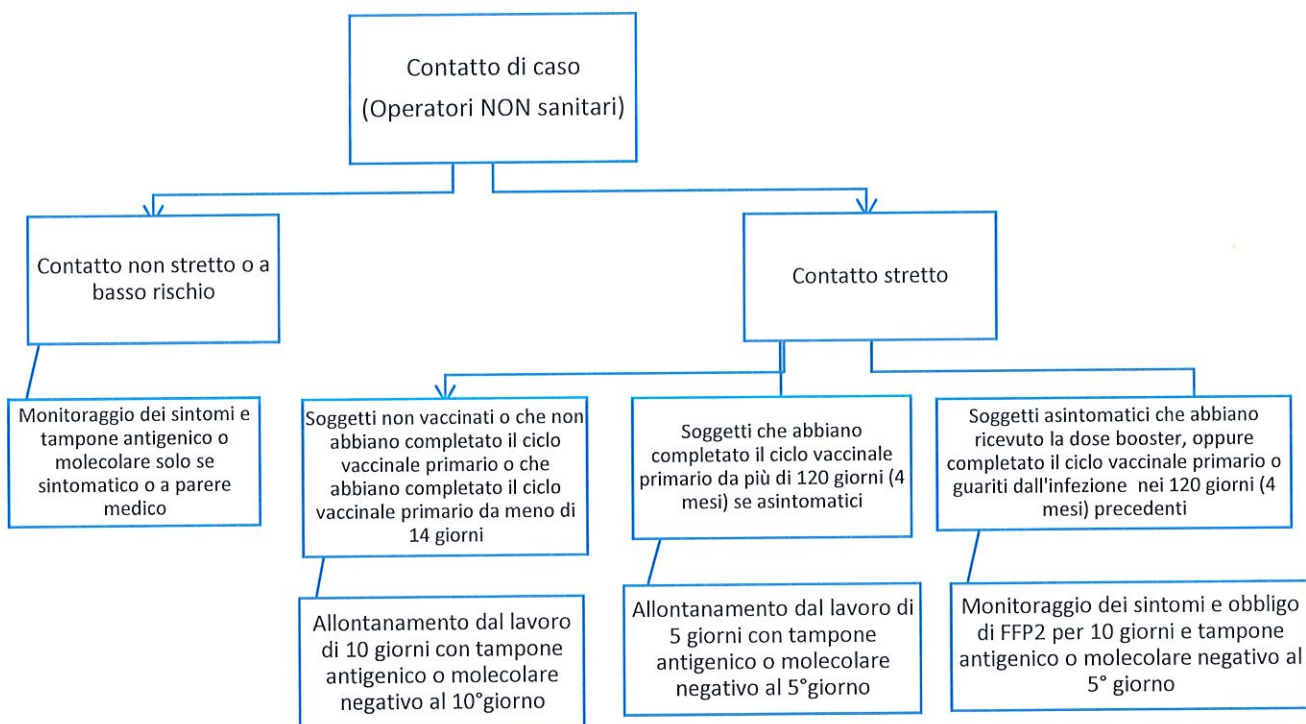 Contatto di caso
(Operatori NON sanitari)
Contatto non stretto o a
basso rischio
Contatto stretto
Monitoraggio dei sintomi e
tampone antigenico o
molecolare solo se
sintomatico o a parere
medico
Soggetti non vaccinati o che non
abbiano completato il ciclo
vaccinale primario o che
abbiano completato il ciclo
vaccinale primario da meno di
14 giorni
Soggetti che abbiano
completato il ciclo vaccinale
primario da più di 120 giorni (4
mesi) se asintomatici
Soggetti asintomatici che abbiano
ricevuto la dose booster, oppure
completato il ciclo vaccinale primario o
guariti dall'infezione nei 120 giorni (4
mesi) precedenti
Allontanamento dal lavoro
di 10 giorni con tampone
antigenico o molecolare
negativo al 10°giorno
Allontanamento dal lavoro di
5 giorni con tampone
antigenico o molecolare
negativo al 5°giorno
Monitoraggio dei sintomi e obbligo
di FFP2 per 10 giorni e tampone
antigenico o molecolare negativo al
5° giorno